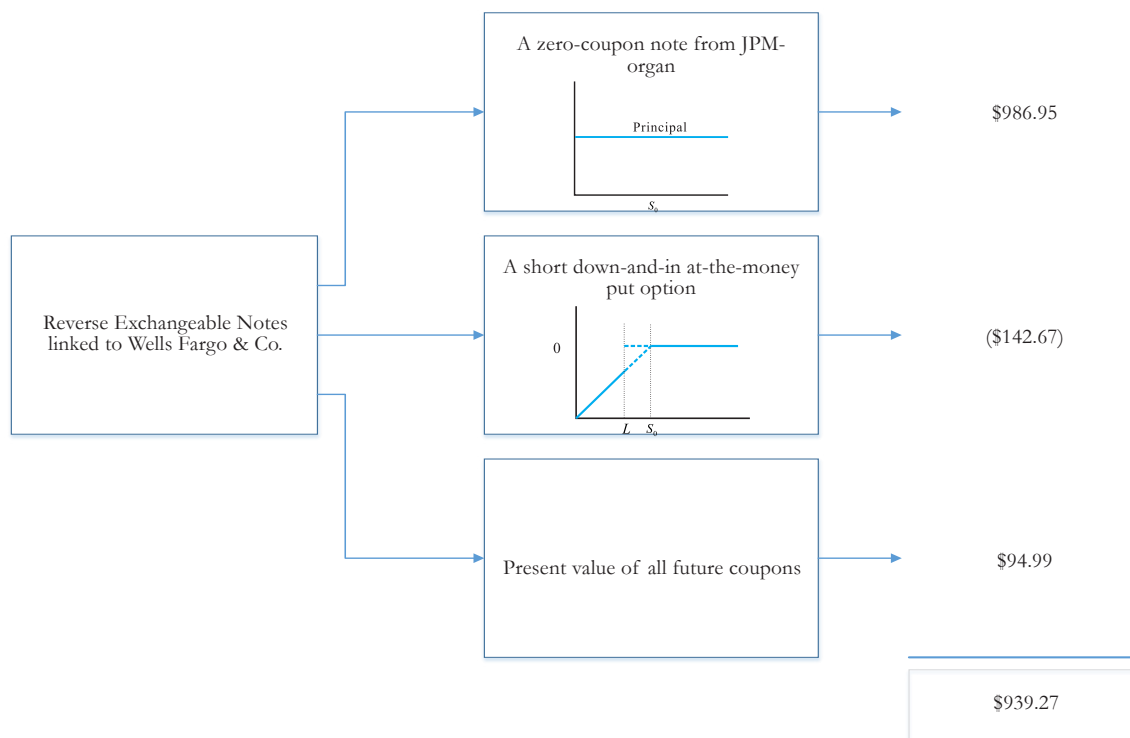 A zero-coupon note from JPM-
organ
Principal
S₀
$986.95
Reverse Exchangeable Notes
linked to Wells Fargo & Co.
A short down-and-in at-the-money
put option
0
L S₀
($142.67)
Present value of all future coupons
$94.99
$939.27